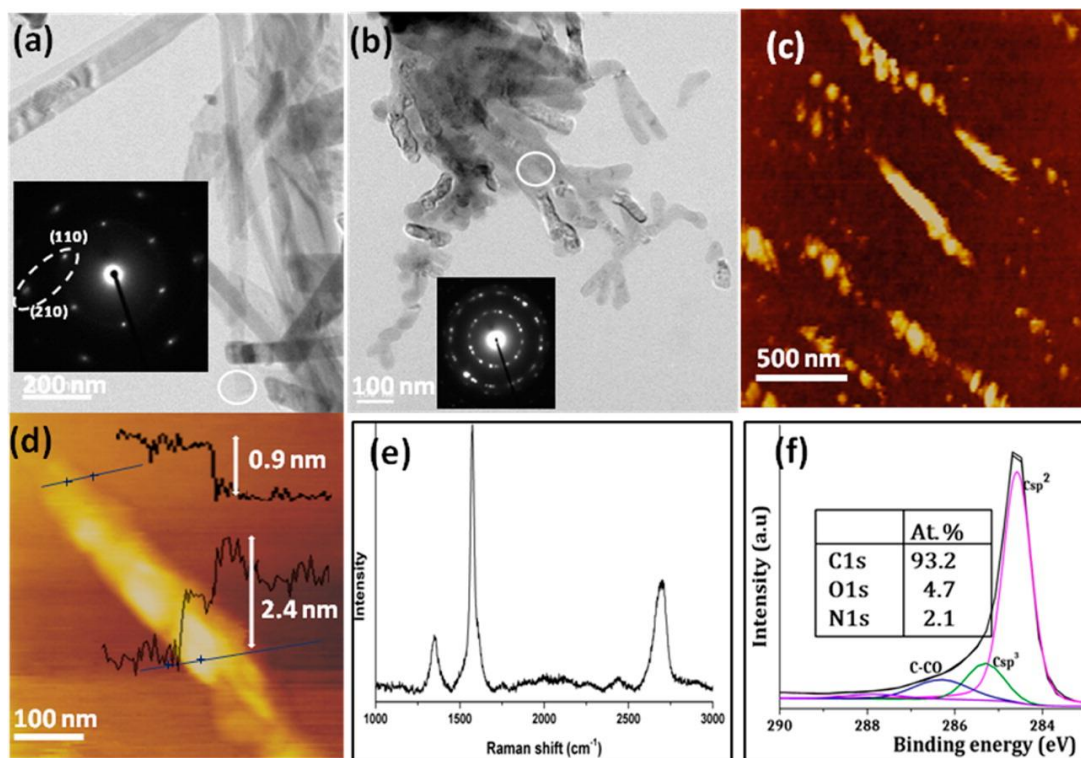 (a)
(110)
(210)
200 nm
(b)
100 nm
(c)
500 nm
(d)
0.9 nm
2.4 nm
100 nm
(e)
Intensity
1000 1500 2000 2500 3000
Raman shift (cm⁻¹)
(f)
Intensity (a.u)
Csp²
At. %
C1s 93.2
O1s 4.7
N1s 2.1
C-CO
Csp³
290 288 286 284
Binding energy (eV)